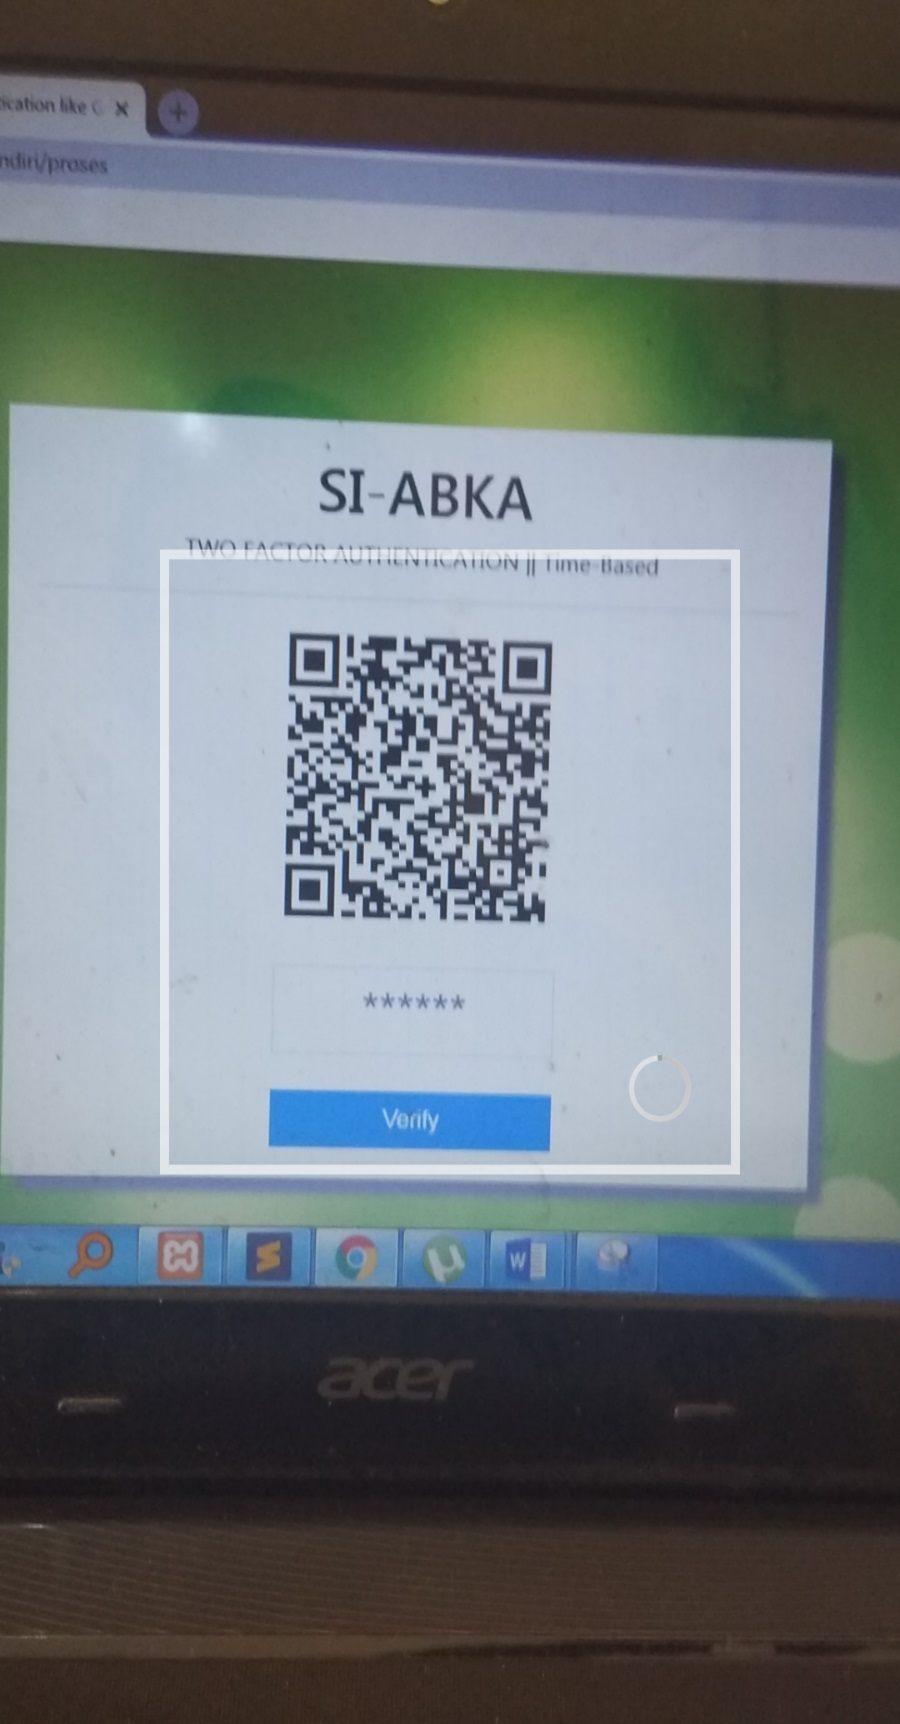 ication like G
ndiri/proses
SI-ABKA
TWO FACTOR AUTHENTICATION || Time-Based
******
Verify
W
acer